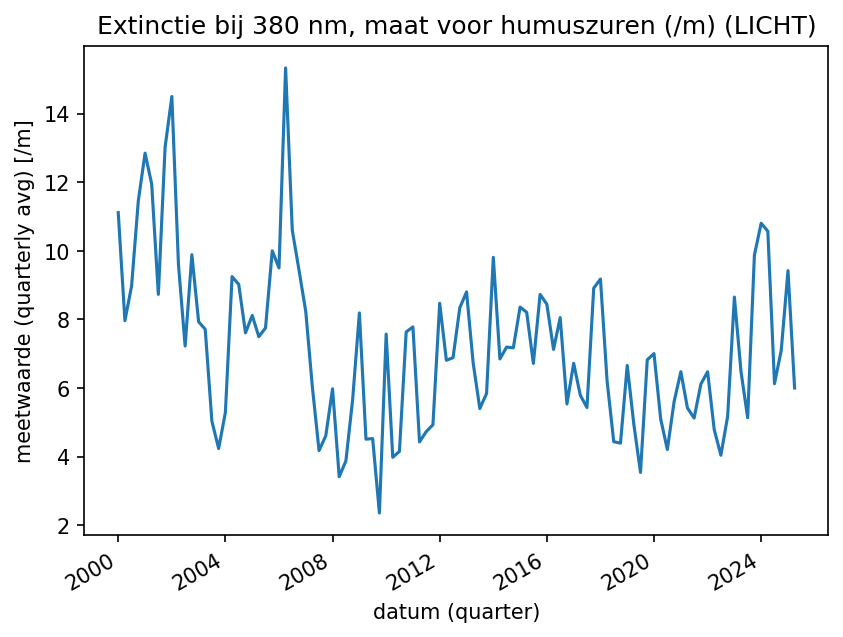 Extinctie bij 380 nm, maat voor humuszuren (/m) (LICHT)
meetwaarde (quarterly avg) [/m]
14
12
10
8
6
4
2
2000 2004 2008 2012 2016 2020 2024
datum (quarter)